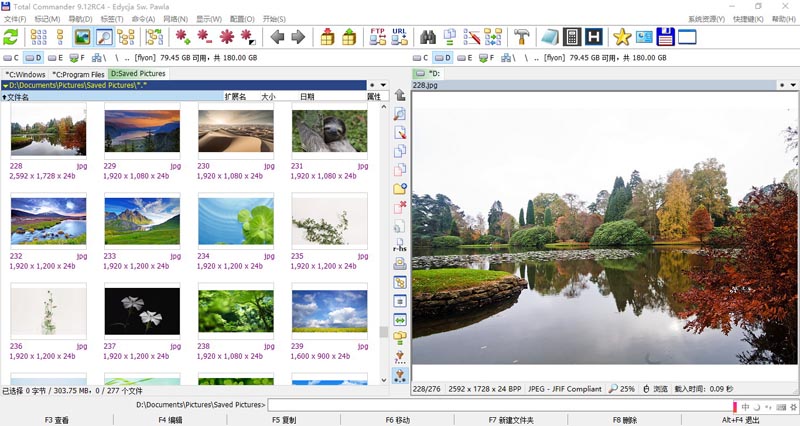 Total Commander 9.12RC4 - Edycja Sw. Pawla
文件(F) 标记(M) 导航(D) 标签(T) 命令(A) 网络(N) 显示(W) 配置(O) 开始(S) 系统资源(Y) 快捷键(K) 帮助(H)
FTP URL
C D E F \ [flyon] 79.45 GB 可用，共 180.00 GB
C D E F \ [flyon] 79.45 GB 可用，共 180.00 GB
*C:Windows *C:Program Files D:Saved Pictures
*D:
D:\Documents\Pictures\Saved Pictures\*.*
228.jpg
文件名 扩展名 大小 日期 属性
228 jpg 229 jpg 230 jpg 231 jpg
2,592 x 1,728 x 24b 1,920 x 1,080 x 24b 1,920 x 1,080 x 24b 1,920 x 1,080 x 24b
232 jpg 233 jpg 234 jpg 235 jpg
1,920 x 1,200 x 24b 1,920 x 1,200 x 24b 1,920 x 1,200 x 24b 1,920 x 1,200 x 24b
236 jpg 237 jpg 238 jpg 239 jpg
1,920 x 1,200 x 24b 1,920 x 1,200 x 24b 1,920 x 1,080 x 24b 1,600 x 900 x 24b
r-hs
已选择 0 字节 / 303.75 MB，0 / 277 个文件
228/276 2592 x 1728 x 24 BPP JPEG - JFIF Compliant 25% 浏览 载入时间：0.09 秒
D:\Documents\Pictures\Saved Pictures>
中
F3 查看 F4 编辑 F5 复制 F6 移动 F7 新建文件夹 F8 删除 Alt+F4 退出